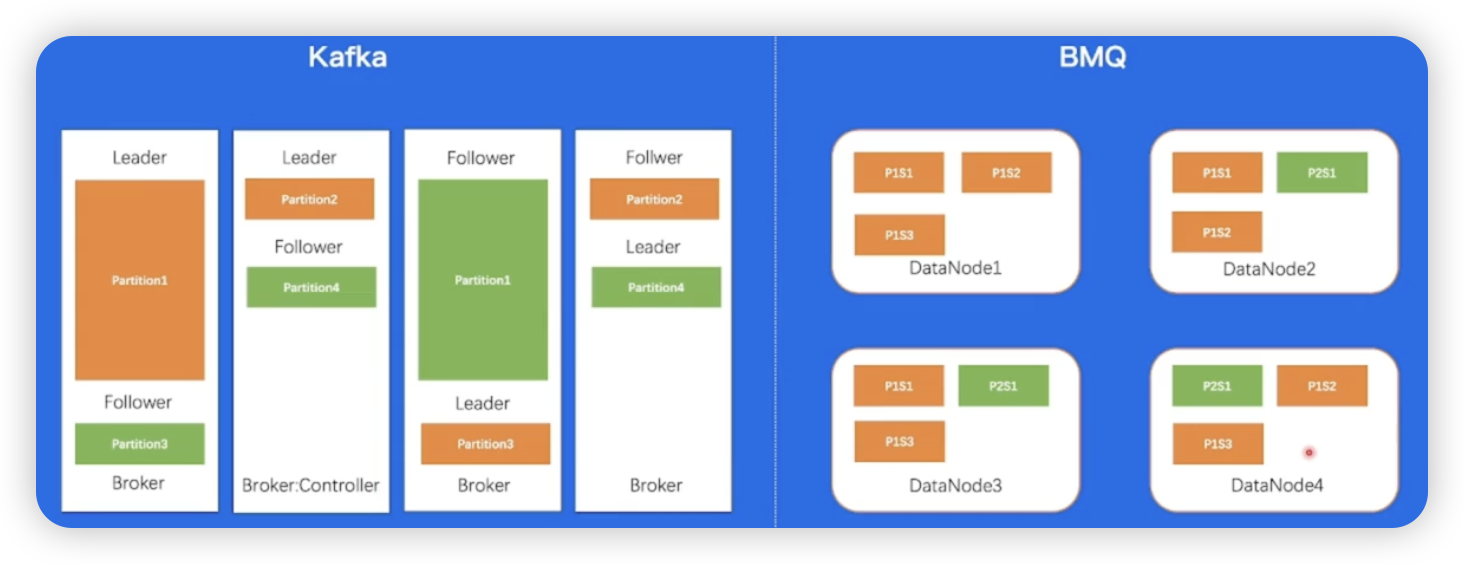 Kafka
Leader
Partition1
Follower
Partition3
Broker
Leader
Partition2
Follower
Partition4
Broker:Controller
Follower
Partition1
Leader
Partition3
Broker
Follwer
Partition2
Leader
Partition4
Broker
BMQ
P1S1 P1S2
P1S3
DataNode1
P1S1 P2S1
P1S2
DataNode2
P1S1 P2S1
P1S3
DataNode3
P2S1 P1S2
P1S3
DataNode4